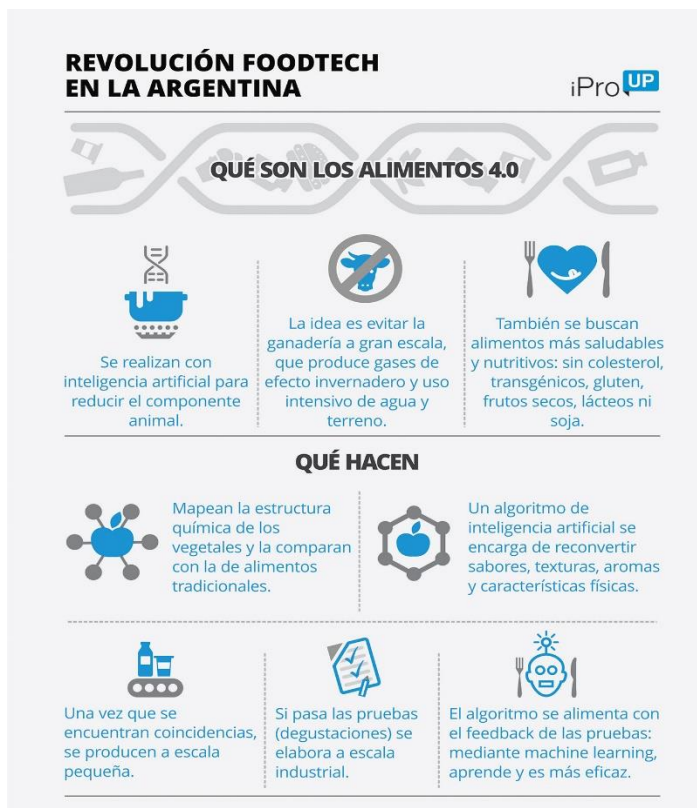 REVOLUCIÓN FOODTECH
EN LA ARGENTINA
iProUP
QUÉ SON LOS ALIMENTOS 4.0
Se realizan con
inteligencia artificial para
reducir el componente
animal.
La idea es evitar la
ganadería a gran escala,
que produce gases de
efecto invernadero y uso
intensivo de agua y
terreno.
También se buscan
alimentos más saludables
y nutritivos: sin colesterol,
transgénicos, gluten,
frutos secos, lácteos ni
soja.
QUÉ HACEN
Mapean la estructura
química de los
vegetales y la comparan
con la de alimentos
tradicionales.
Un algoritmo de
inteligencia artificial se
encarga de reconvertir
sabores, texturas, aromas
y características físicas.
Una vez que se
encuentran coincidencias,
se producen a escala
pequeña.
Si pasa las pruebas
(degustaciones) se
elabora a escala
industrial.
El algoritmo se alimenta con
el feedback de las pruebas:
mediante machine learning,
aprende y es más eficaz.